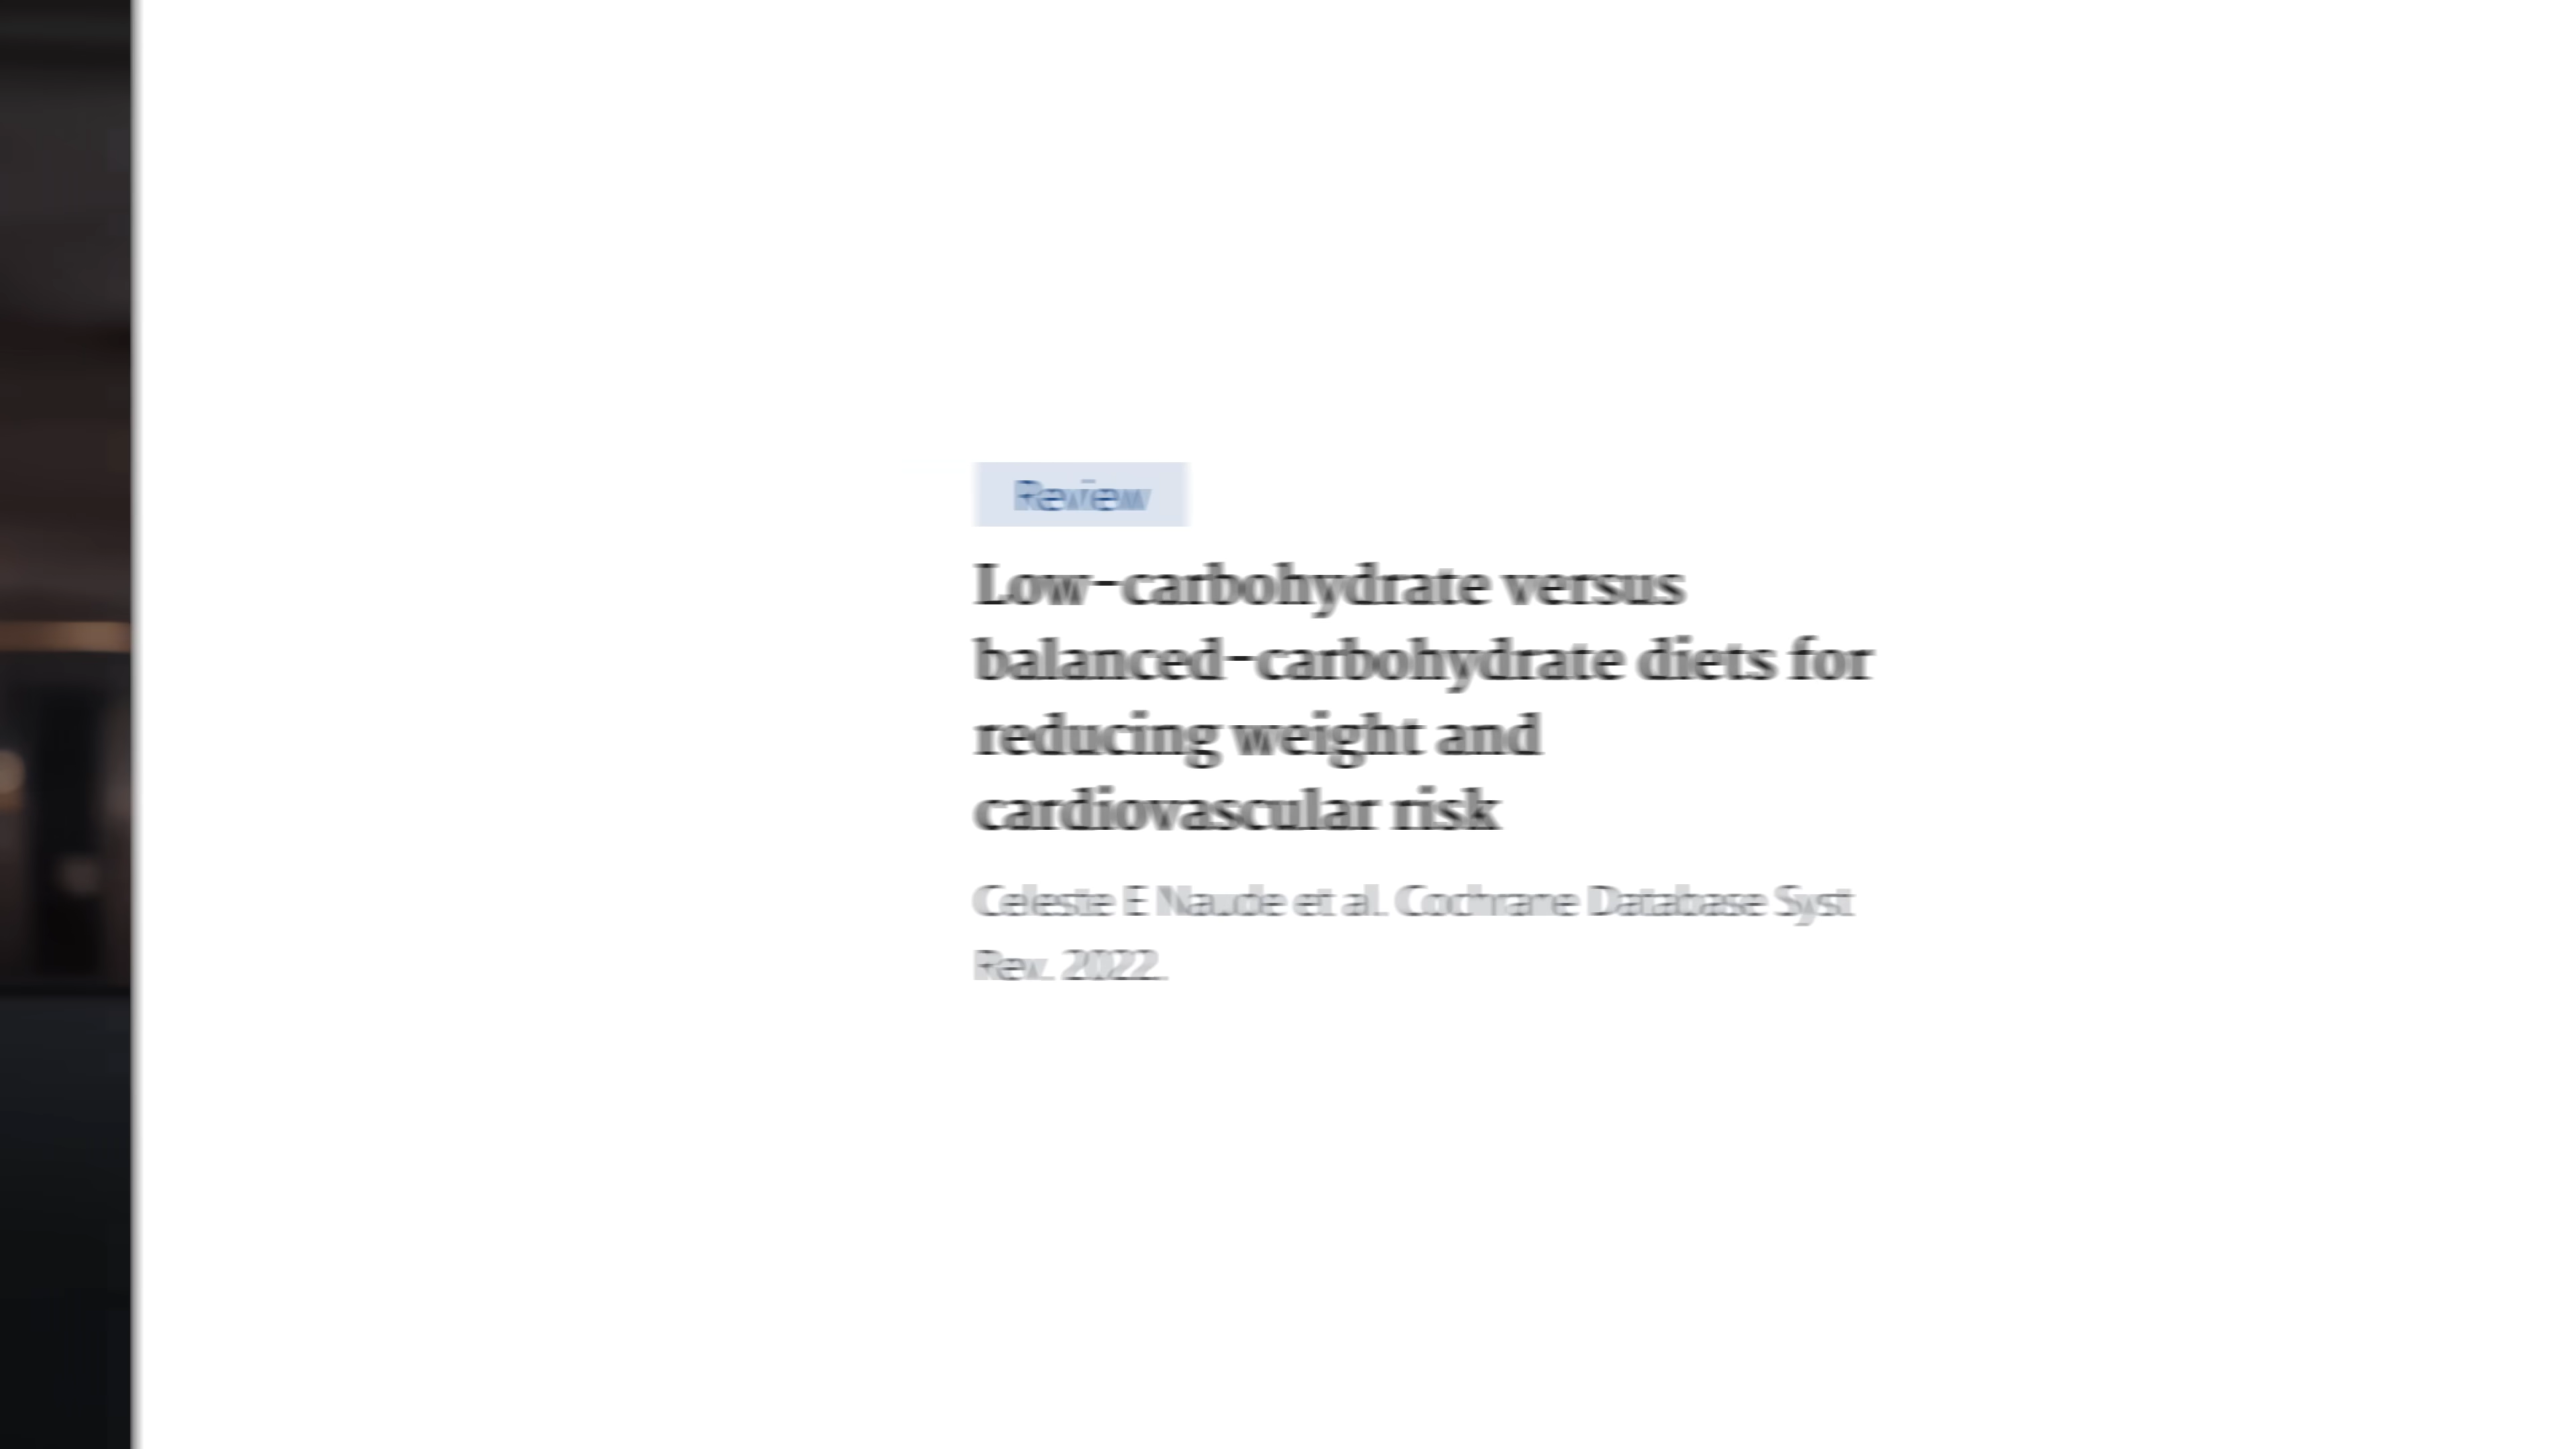 Review
Low-carbohydrate versus
balanced-carbohydrate diets for
reducing weight and
cardiovascular risk
Celeste E Naude et al. Cochrane Database Syst
Rev. 2022.